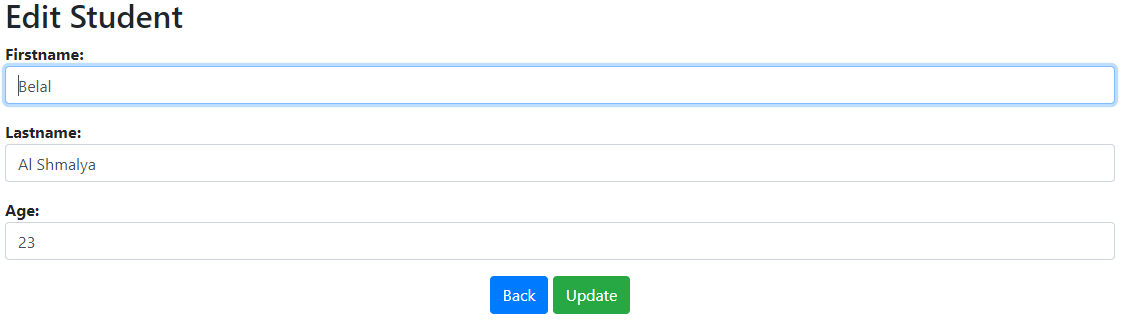 Edit Student
Firstname:
Belal
Lastname:
Al Shmalya
Age:
23
Back Update